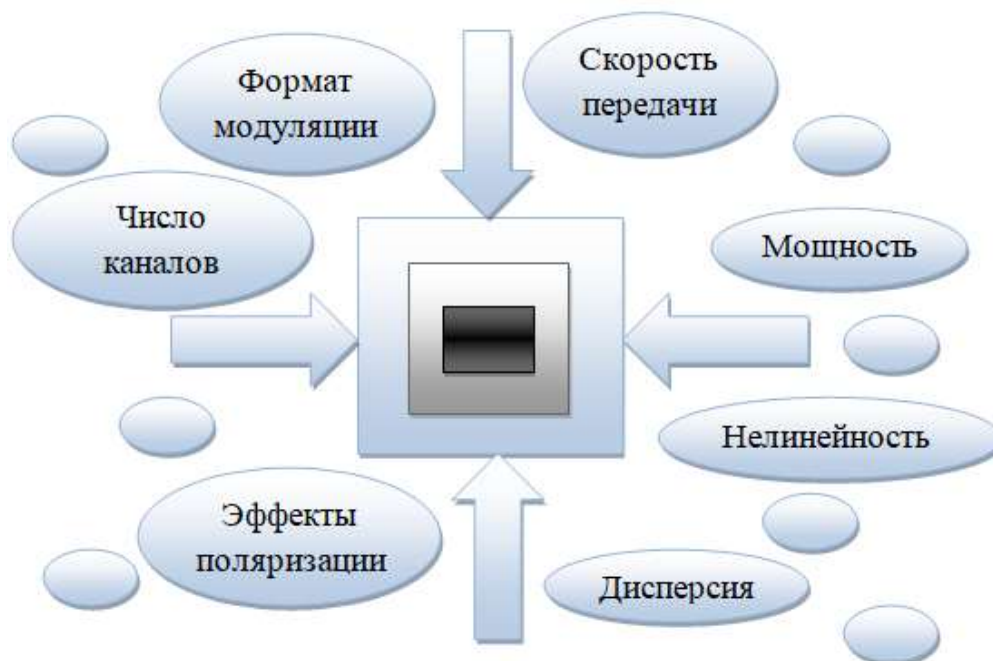 Формат
модуляции
Скорость
передачи
Число
каналов
Мощность
Нелинейность
Эффекты
поляризации
Дисперсия